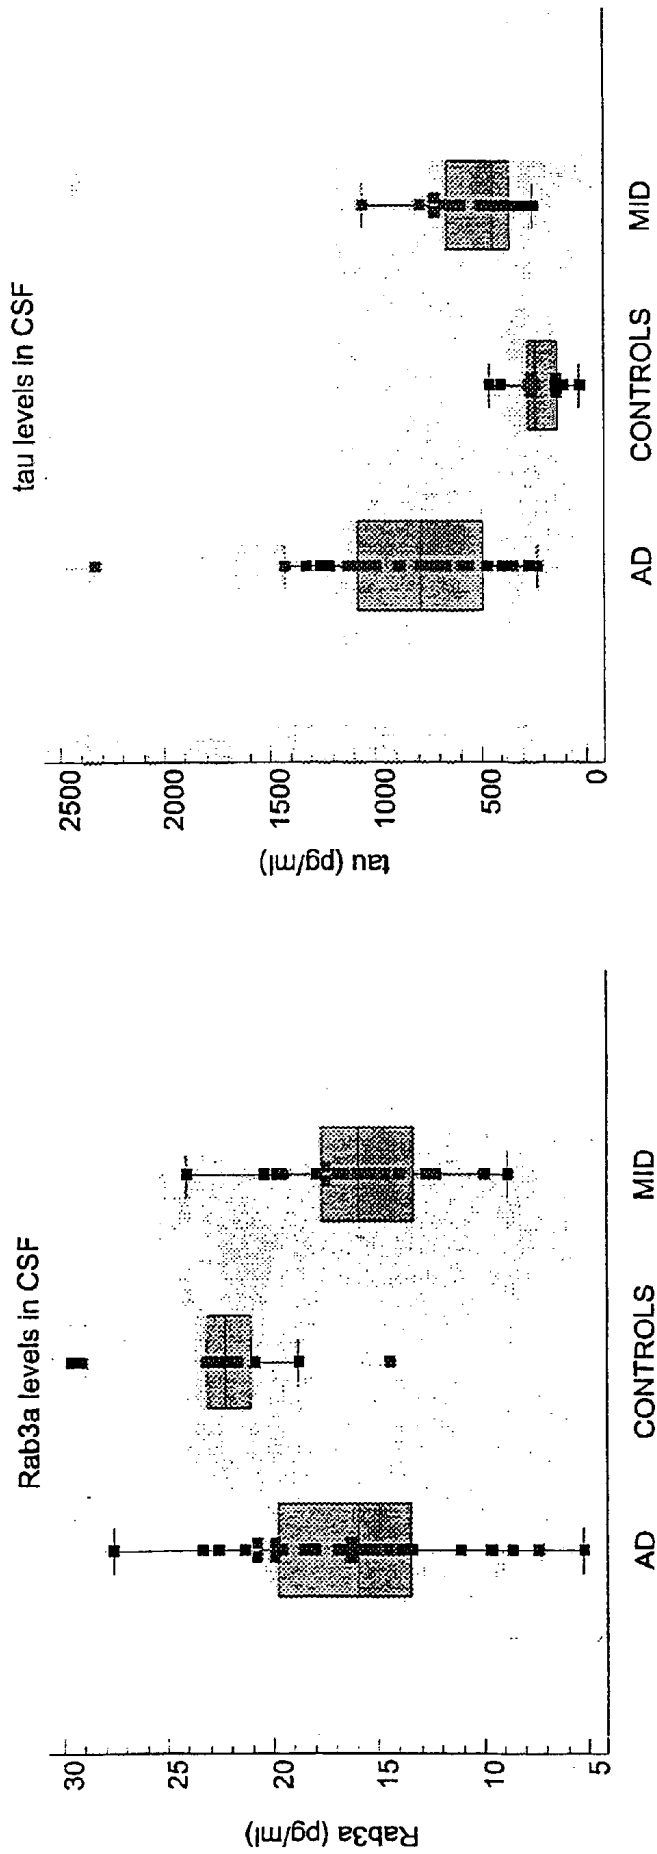 Rab3a levels in CSF
Rab3a (pg/ml)
30
25
20
15
10
5
AD
CONTROLS
MID
tau levels in CSF
tau (pg/ml)
2500
2000
1500
1000
500
0
AD
CONTROLS
MID